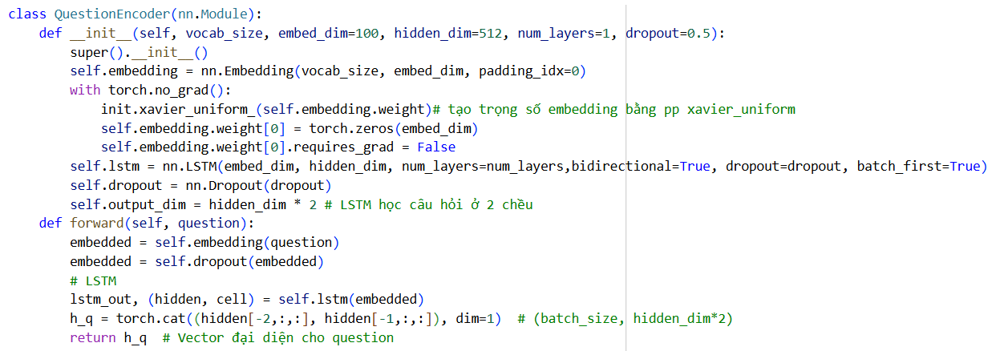 class QuestionEncoder(nn.Module):
    def __init__(self, vocab_size, embed_dim=100, hidden_dim=512, num_layers=1, dropout=0.5):
        super().__init__()
        self.embedding = nn.Embedding(vocab_size, embed_dim, padding_idx=0)
        with torch.no_grad():
            init.xavier_uniform_(self.embedding.weight)# tạo trọng số embedding bằng pp xavier_uniform
            self.embedding.weight[0] = torch.zeros(embed_dim)
            self.embedding.weight[0].requires_grad = False
        self.lstm = nn.LSTM(embed_dim, hidden_dim, num_layers=num_layers,bidirectional=True, dropout=dropout, batch_first=True)
        self.dropout = nn.Dropout(dropout)
        self.output_dim = hidden_dim * 2 # LSTM học câu hỏi ở 2 chều
    def forward(self, question):
        embedded = self.embedding(question)
        embedded = self.dropout(embedded)
        # LSTM
        lstm_out, (hidden, cell) = self.lstm(embedded)
        h_q = torch.cat((hidden[-2,:,:], hidden[-1,:,:]), dim=1)  # (batch_size, hidden_dim*2)
        return h_q  # Vector đại diện cho question